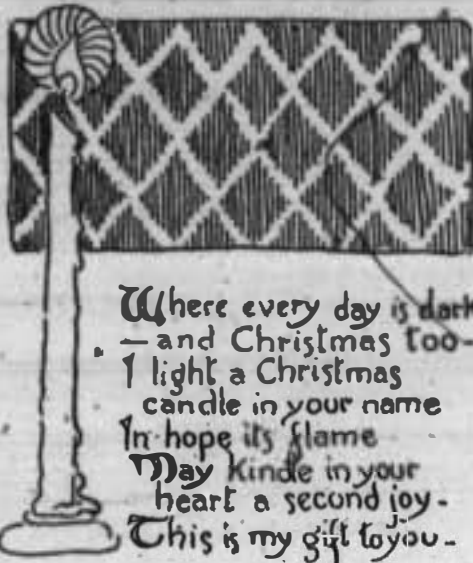 Where every day is dark
— and Christmas too -
I light a Christmas
candle in your name
In hope its flame
May Kindle in your
heart a second joy -
This is my gift to you -